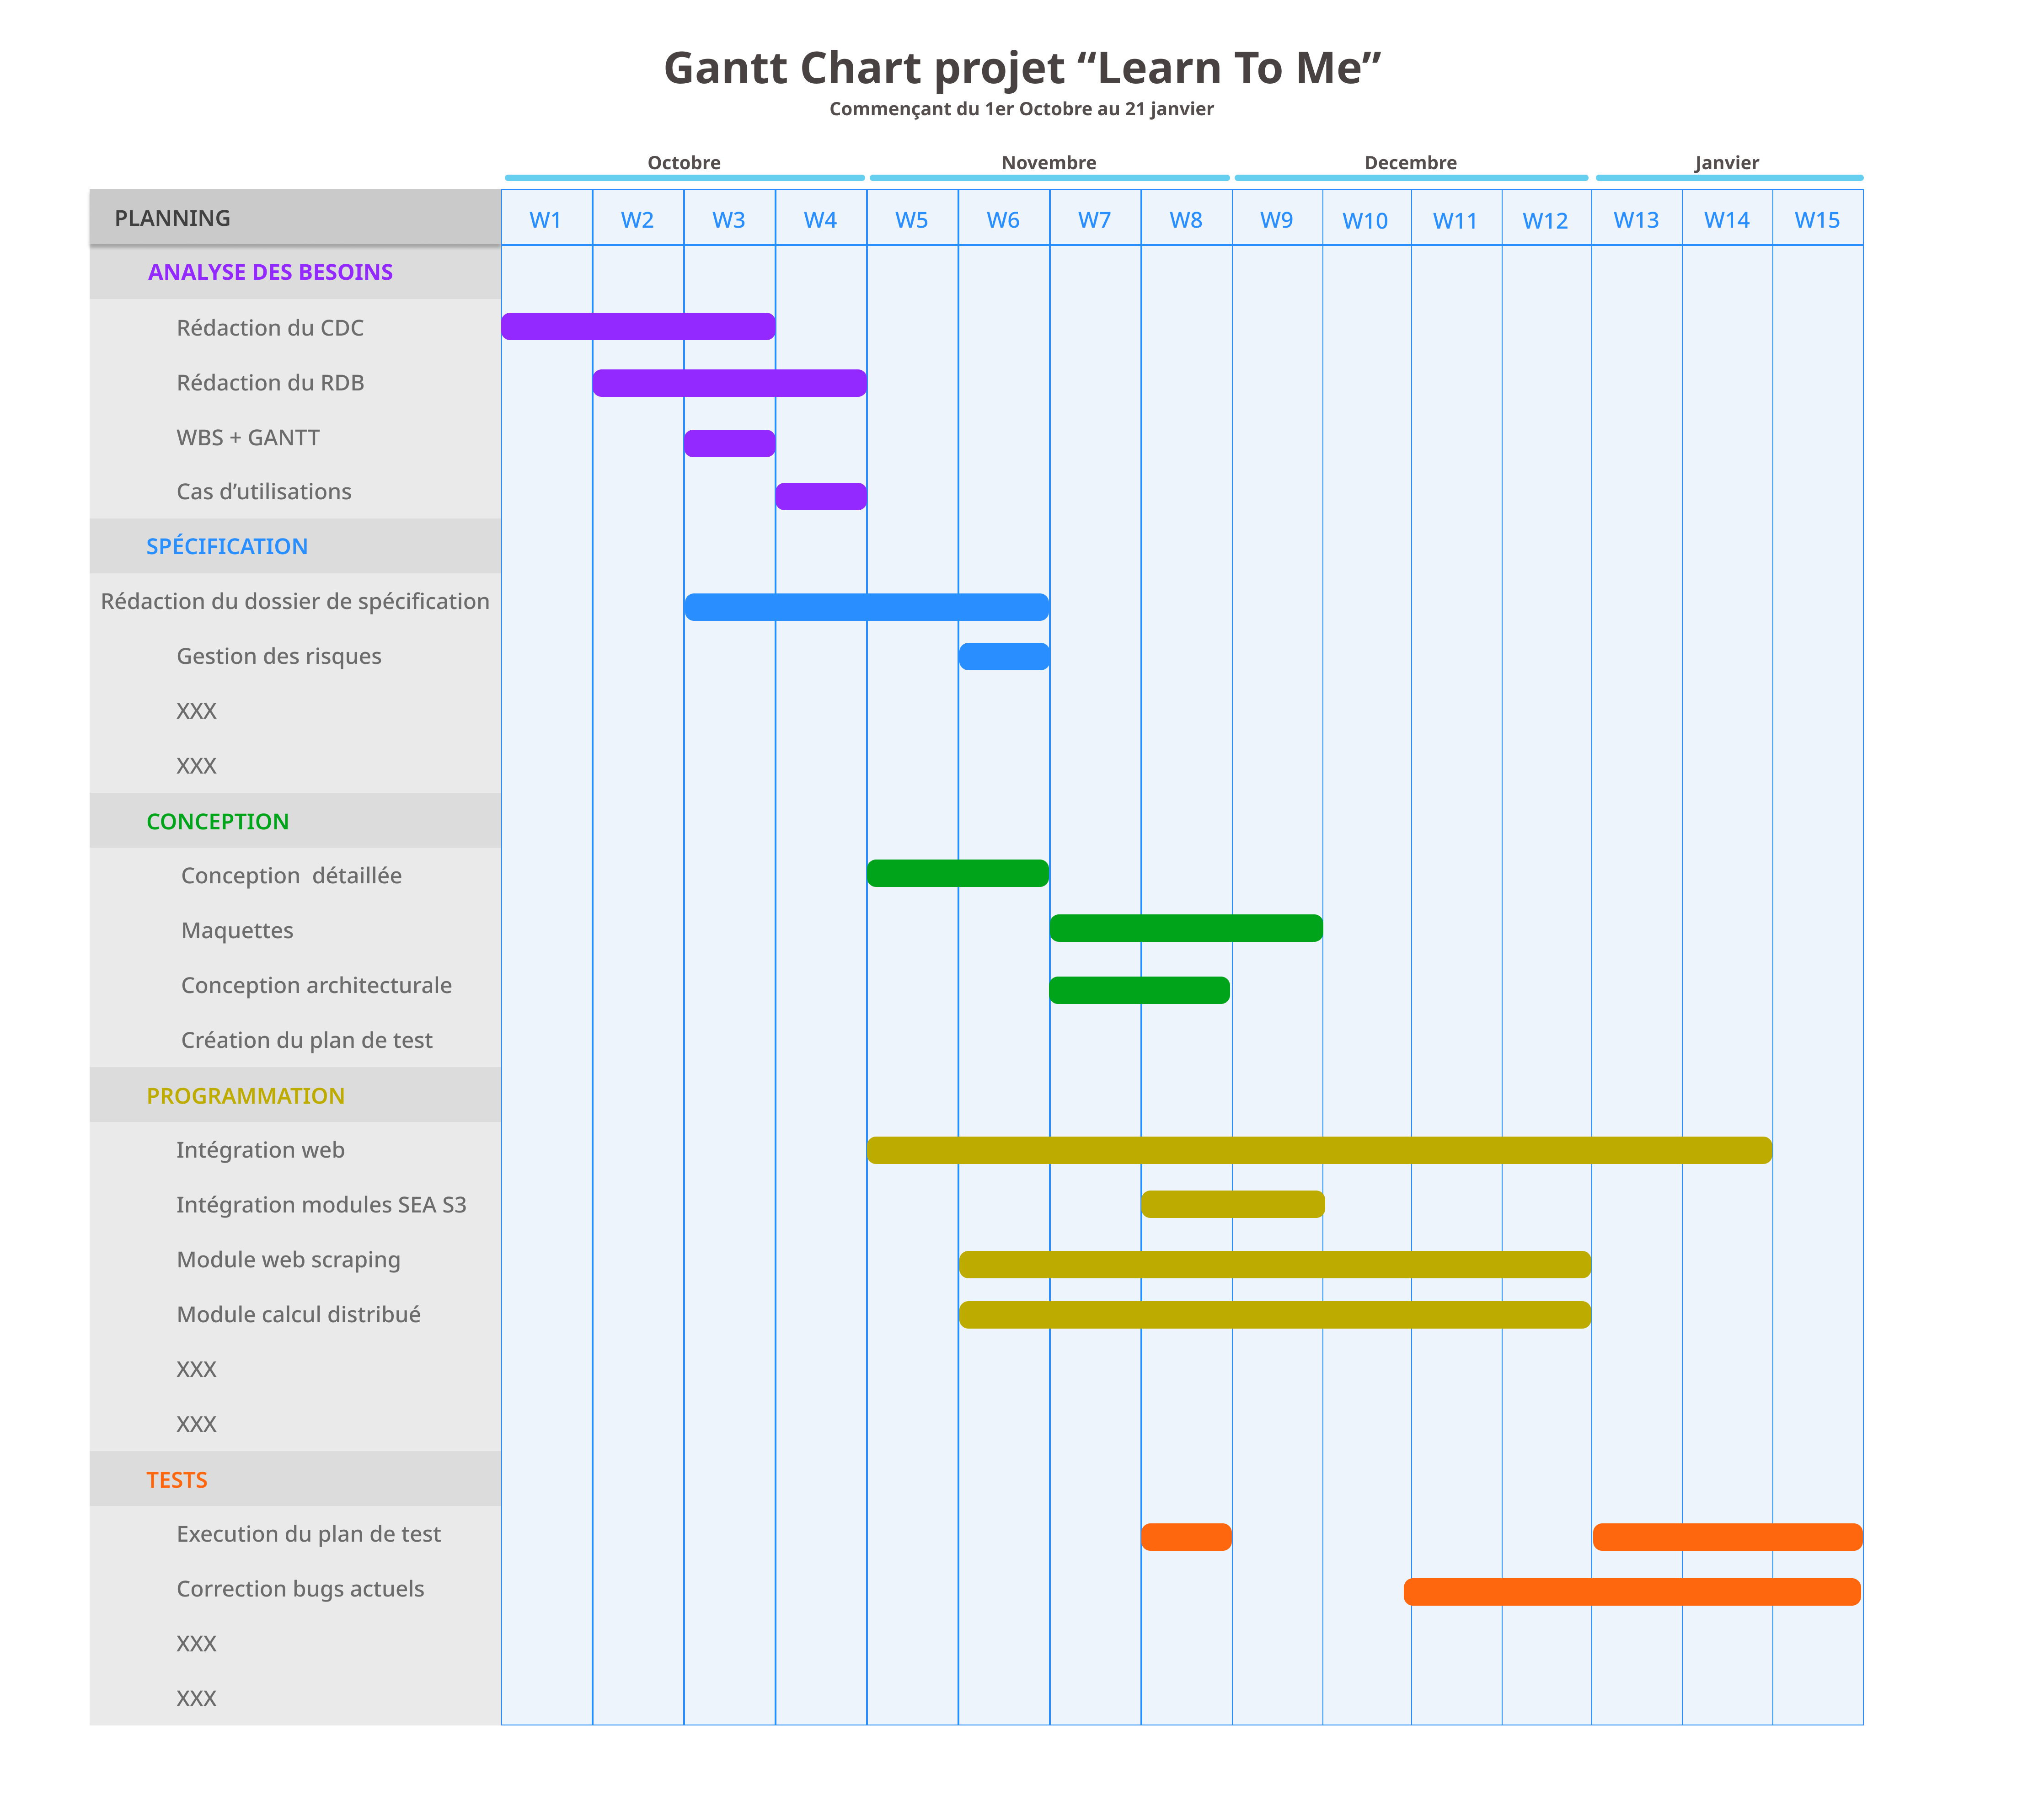 Gantt Chart projet “Learn To Me”
Commençant du 1er Octobre au 21 janvier
Octobre Novembre Decembre Janvier
PLANNING W1 W2 W3 W4 W5 W6 W7 W8 W9 W10 W11 W12 W13 W14 W15
ANALYSE DES BESOINS
Rédaction du CDC
Rédaction du RDB
WBS + GANTT
Cas d’utilisations
SPÉCIFICATION
Rédaction du dossier de spécification
Gestion des risques
XXX
XXX
CONCEPTION
Conception détaillée
Maquettes
Conception architecturale
Création du plan de test
PROGRAMMATION
Intégration web
Intégration modules SEA S3
Module web scraping
Module calcul distribué
XXX
XXX
TESTS
Execution du plan de test
Correction bugs actuels
XXX
XXX